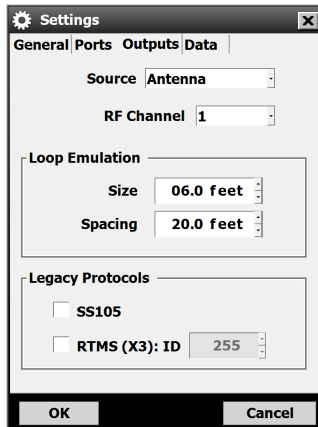 Settings
General Ports Outputs Data
Source Antenna
RF Channel 1
Loop Emulation
Size 06.0 feet
Spacing 20.0 feet
Legacy Protocols
SS105
RTMS (X3): ID 255
OK Cancel